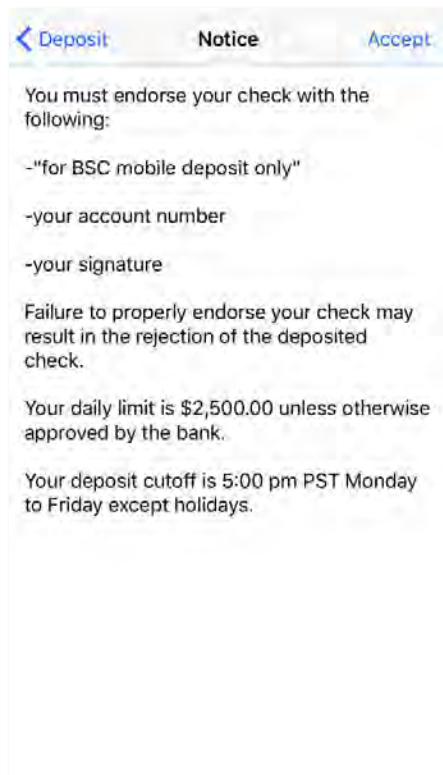 Deposit Notice Accept
You must endorse your check with the
following:
-"for BSC mobile deposit only"
-your account number
-your signature
Failure to properly endorse your check may
result in the rejection of the deposited
check.
Your daily limit is $2,500.00 unless otherwise
approved by the bank.
Your deposit cutoff is 5:00 pm PST Monday
to Friday except holidays.